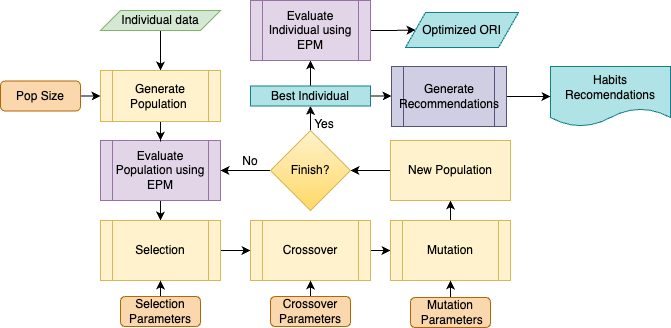 Individual data
Evaluate
Individual using
EPM
Optimized ORI
Pop Size
Generate
Population
Best Individual
Generate
Recommendations
Habits
Recomendations
Yes
Evaluate
Population using
EPM
No
Finish?
New Population
Selection
Crossover
Mutation
Selection
Parameters
Crossover
Parameters
Mutation
Parameters